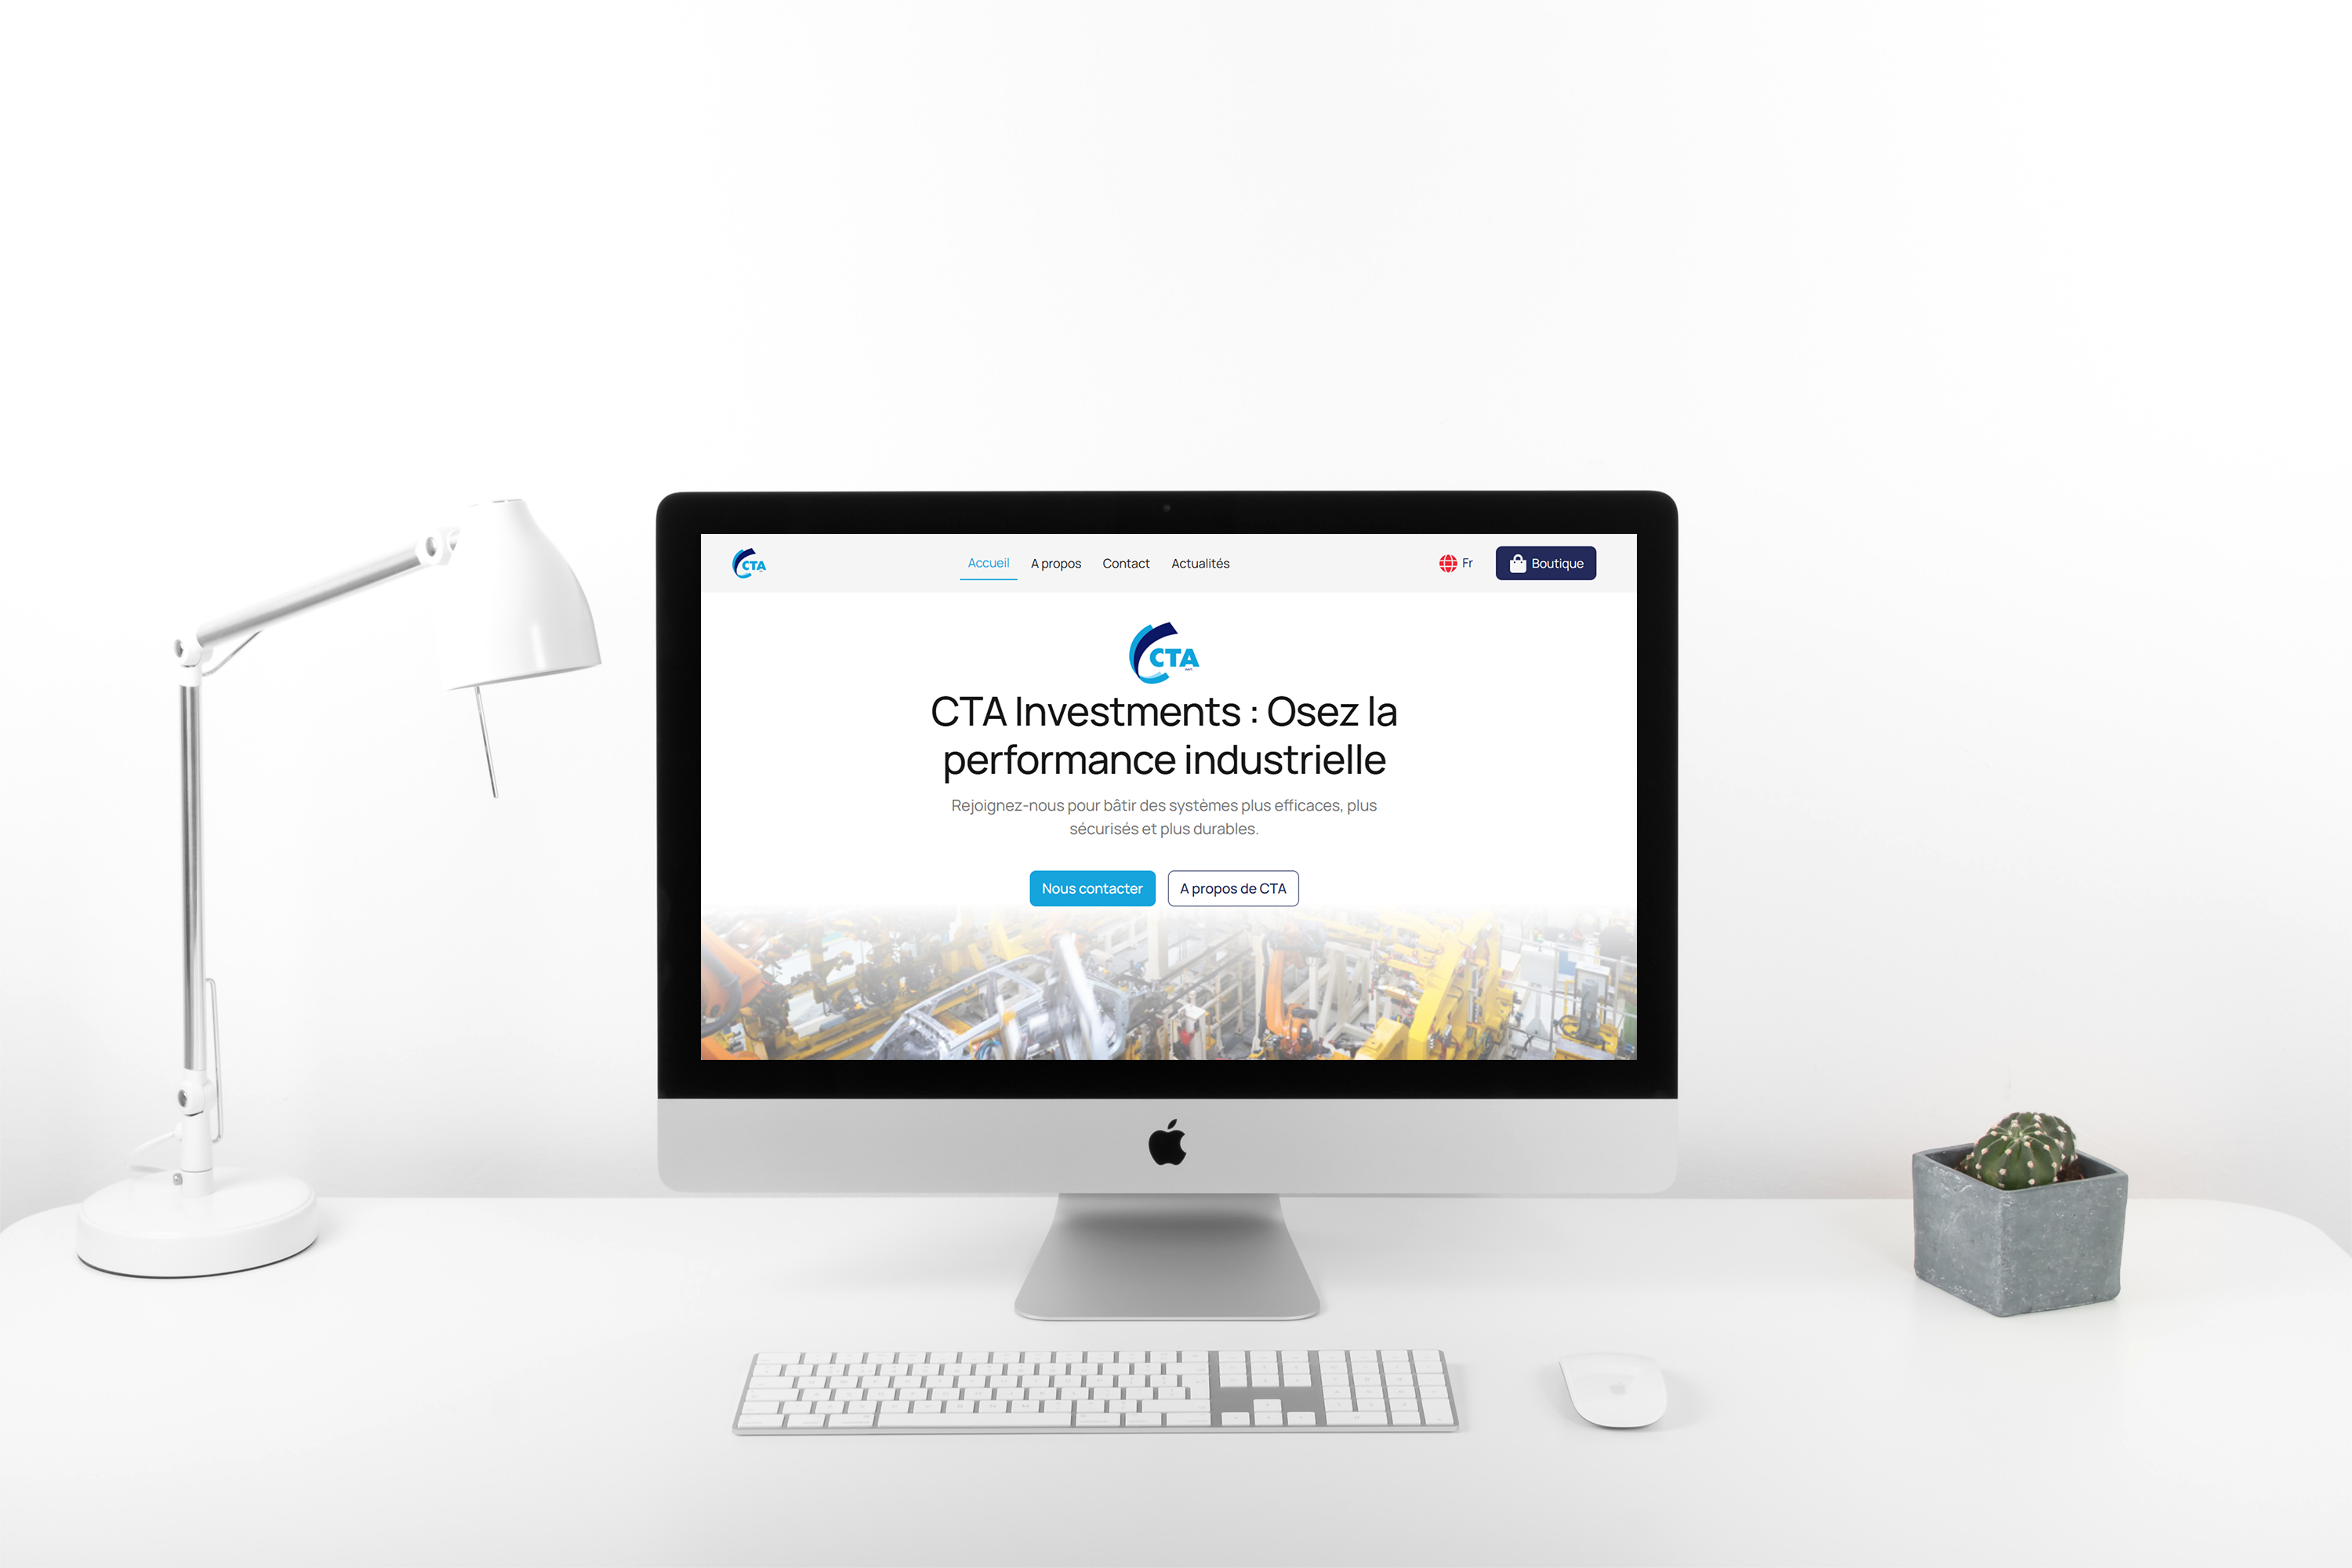 CTA
Accueil
A propos
Contact
Actualités
Fr
Boutique
CTA
CTA Investments : Osez la
performance industrielle
Rejoignez-nous pour bâtir des systèmes plus efficaces, plus
sécurisés et plus durables.
Nous contacter
A propos de CTA